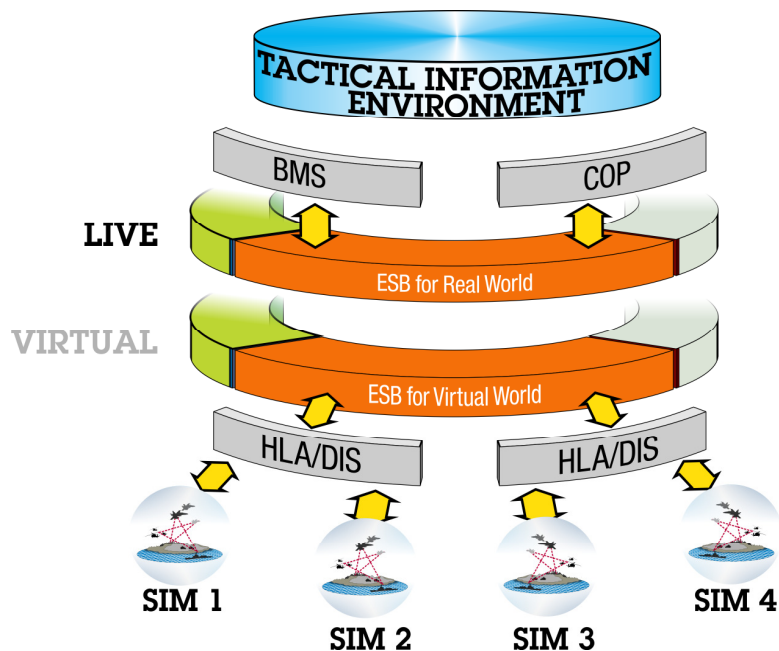 TACTICAL INFORMATION
ENVIRONMENT
BMS
COP
LIVE
ESB for Real World
VIRTUAL
ESB for Virtual World
HLA/DIS
HLA/DIS
SIM 1
SIM 2
SIM 3
SIM 4